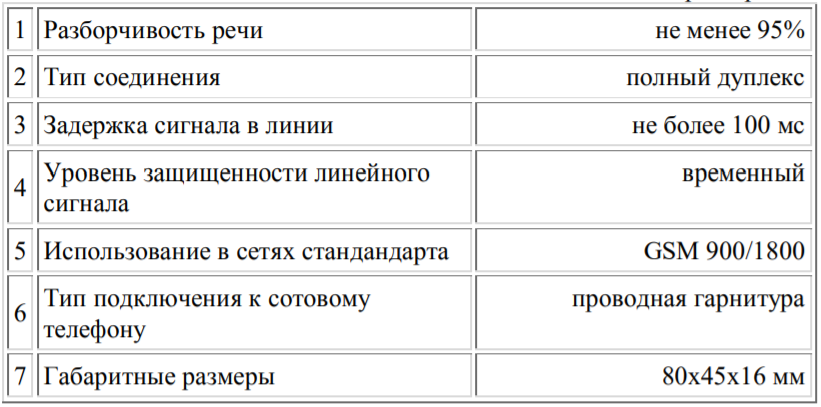 1 Разборчивость речи не менее 95%
2 Тип соединения полный дуплекс
3 Задержка сигнала в линии не более 100 мс
4 Уровень защищенности линейного сигнала временный
5 Использование в сетях стандандарта GSM 900/1800
6 Тип подключения к сотовому телефону проводная гарнитура
7 Габаритные размеры 80x45x16 мм